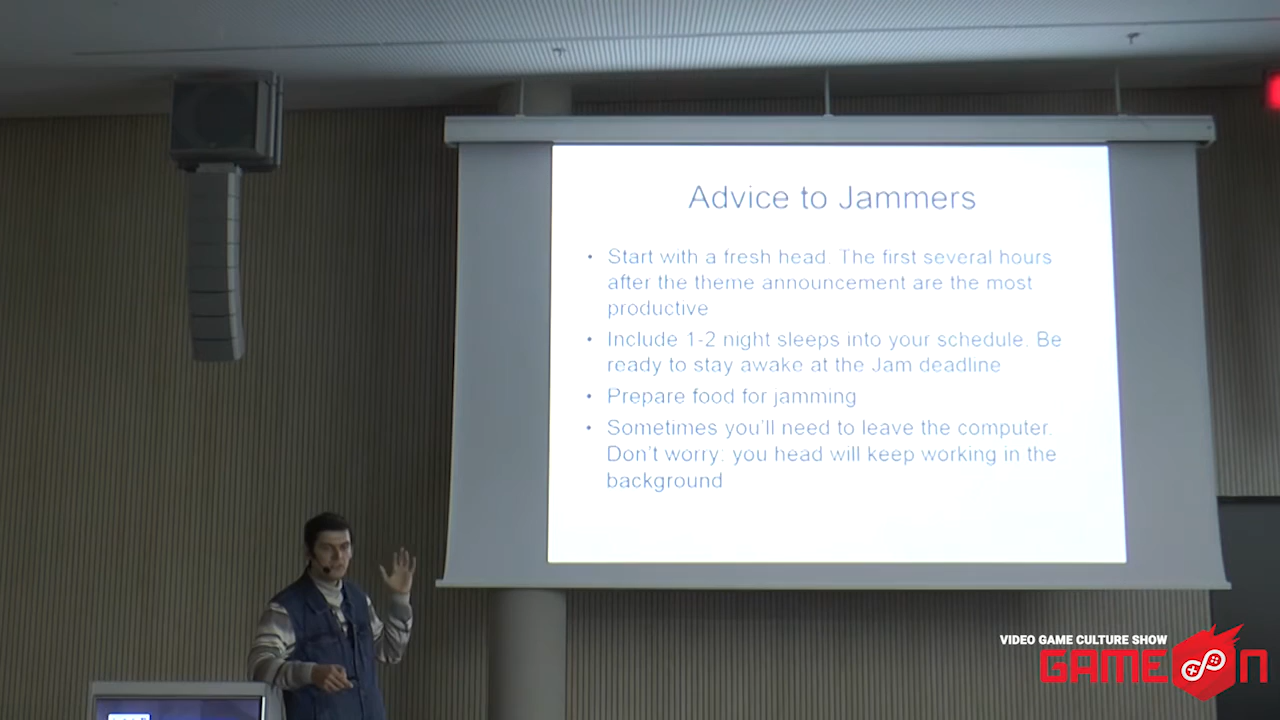 Advice to Jammers
• Start with a fresh head. The first several hours
after the theme announcement are the most
productive
• Include 1-2 night sleeps into your schedule. Be
ready to stay awake at the Jam deadline
• Prepare food for jamming
• Sometimes you'll need to leave the computer.
Don't worry: you head will keep working in the
background
VIDEO GAME CULTURE SHOW
GAMEON